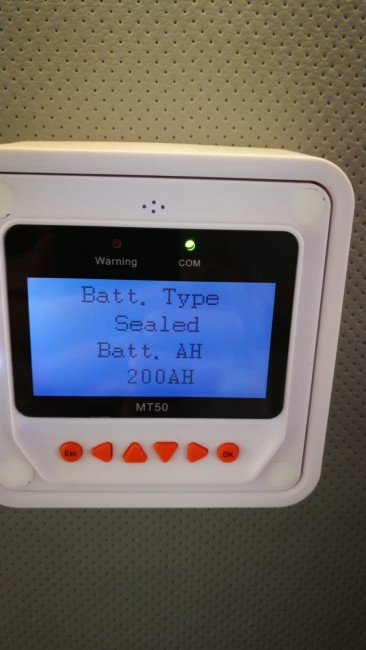 Warning COM
Batt. Type
Sealed
Batt. AH
200AH
MT50
Esc OK